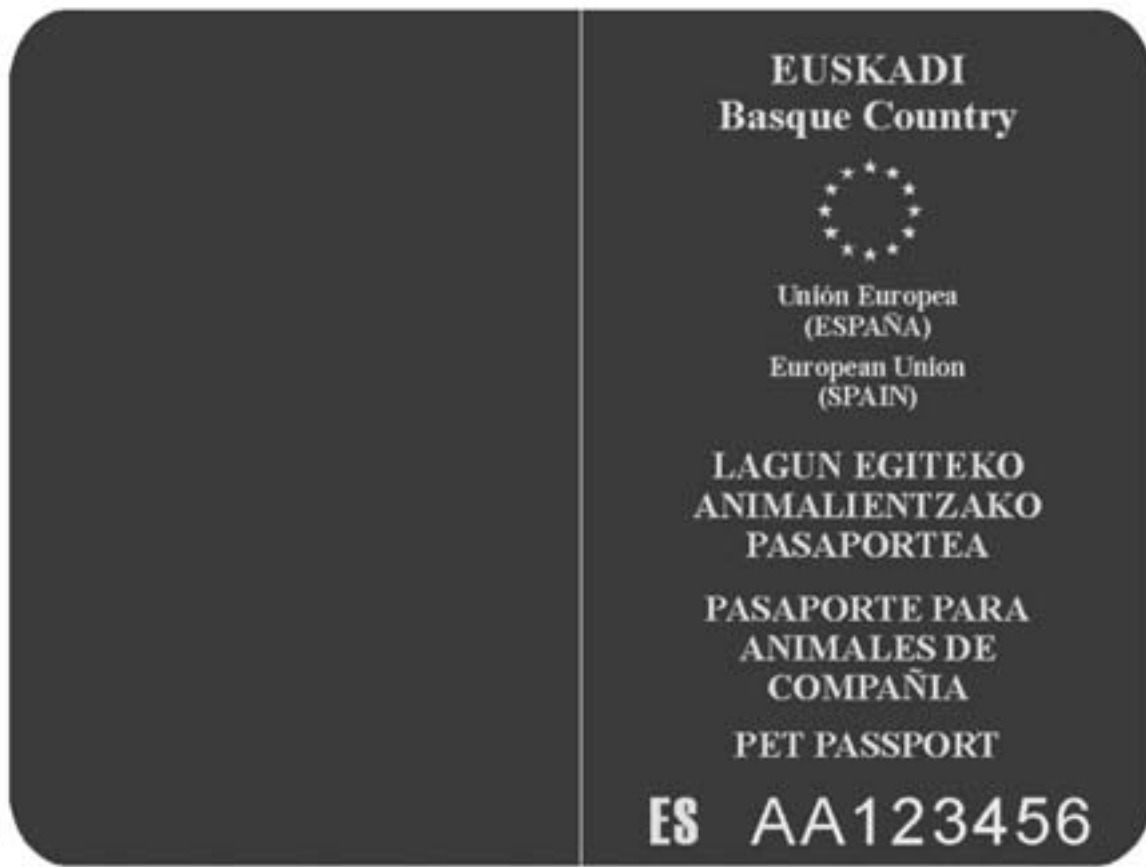 EUSKADI
Basque Country
Unión Europea
(ESPAÑA)
European Union
(SPAIN)
LAGUN EGITEKO
ANIMALIENTZAKO
PASAPORTEA
PASAPORTE PARA
ANIMALES DE
COMPAÑIA
PET PASSPORT
ES AA123456